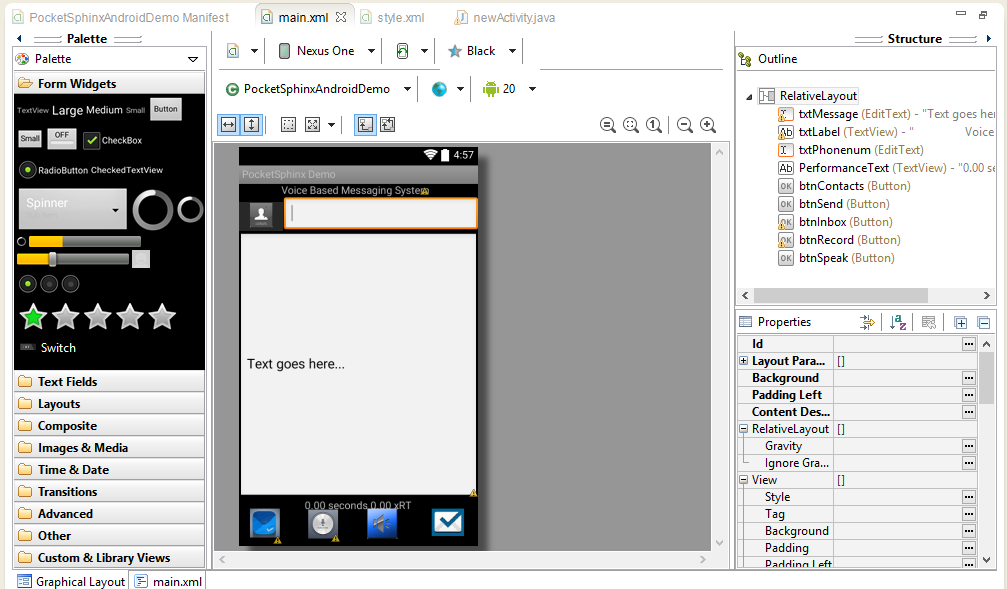 PocketSphinxAndroidDemo Manifest
main.xml
style.xml
newActivity.java
Palette
Palette
Form Widgets
TextView Large Medium Small Button
Small OFF CheckBox
RadioButton CheckedTextView
Spinner
Switch
Text Fields
Layouts
Composite
Images & Media
Time & Date
Transitions
Advanced
Other
Custom & Library Views
Graphical Layout
main.xml
Nexus One
Black
PocketSphinxAndroidDemo
20
4:57
PocketSphinx Demo
Voice Based Messaging System
Text goes here...
0.00 seconds 0.00 xRT
Structure
Outline
RelativeLayout
txtMessage (EditText) - "Text goes here
txtLabel (TextView) - " Voice
txtPhonenum (EditText)
PerformanceText (TextView) - "0.00 se
btnContacts (Button)
btnSend (Button)
btnInbox (Button)
btnRecord (Button)
btnSpeak (Button)
Properties
Id
Layout Para... []
Background
Padding Left
Content Des...
RelativeLayout []
Gravity
Ignore Gra...
View []
Style
Tag
Background
Padding
Padding Left